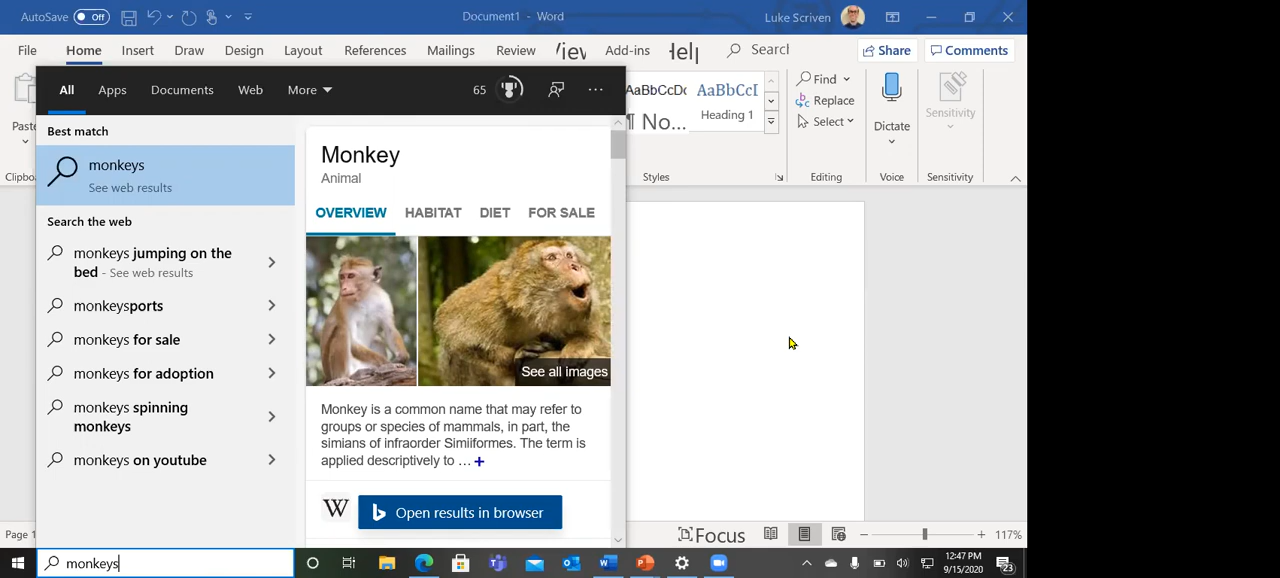 AutoSave Off
Document1 - Word
Luke Scriven
File Home Insert Draw Design Layout References Mailings Review View Add-ins Help Search Share Comments
All Apps Documents Web More 65
AaBbCcDc AaBbCcI
¶ No... Heading 1
Find
Replace
Select
Dictate
Sensitivity
Paste
Styles Editing Voice Sensitivity
Best match
monkeys
See web results
Search the web
monkeys jumping on the
bed - See web results
monkeysports
monkeys for sale
monkeys for adoption
monkeys spinning
monkeys
monkeys on youtube
Monkey
Animal
OVERVIEW HABITAT DIET FOR SALE
See all images
Monkey is a common name that may refer to
groups or species of mammals, in part, the
simians of infraorder Simiiformes. The term is
applied descriptively to ... +
W
Open results in browser
Page 1
Focus
117%
monkeys
12:47 PM
9/15/2020
23